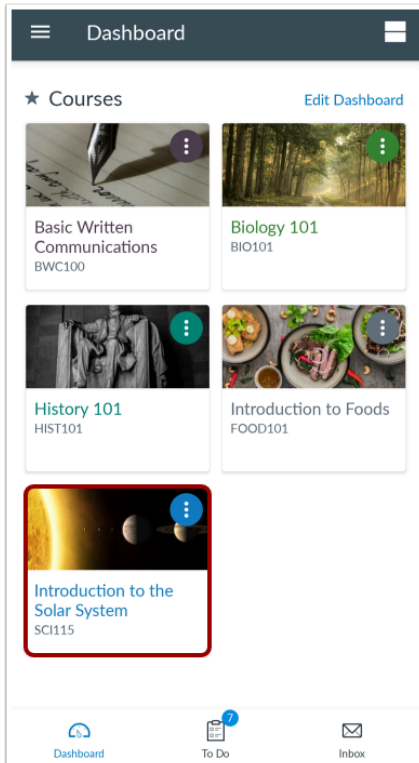 Dashboard
★ Courses
Edit Dashboard
Basic Written
Communications
BWC100
Biology 101
BIO101
History 101
HIST101
Introduction to Foods
FOOD101
Introduction to the
Solar System
SCI115
7
Dashboard
To Do
Inbox